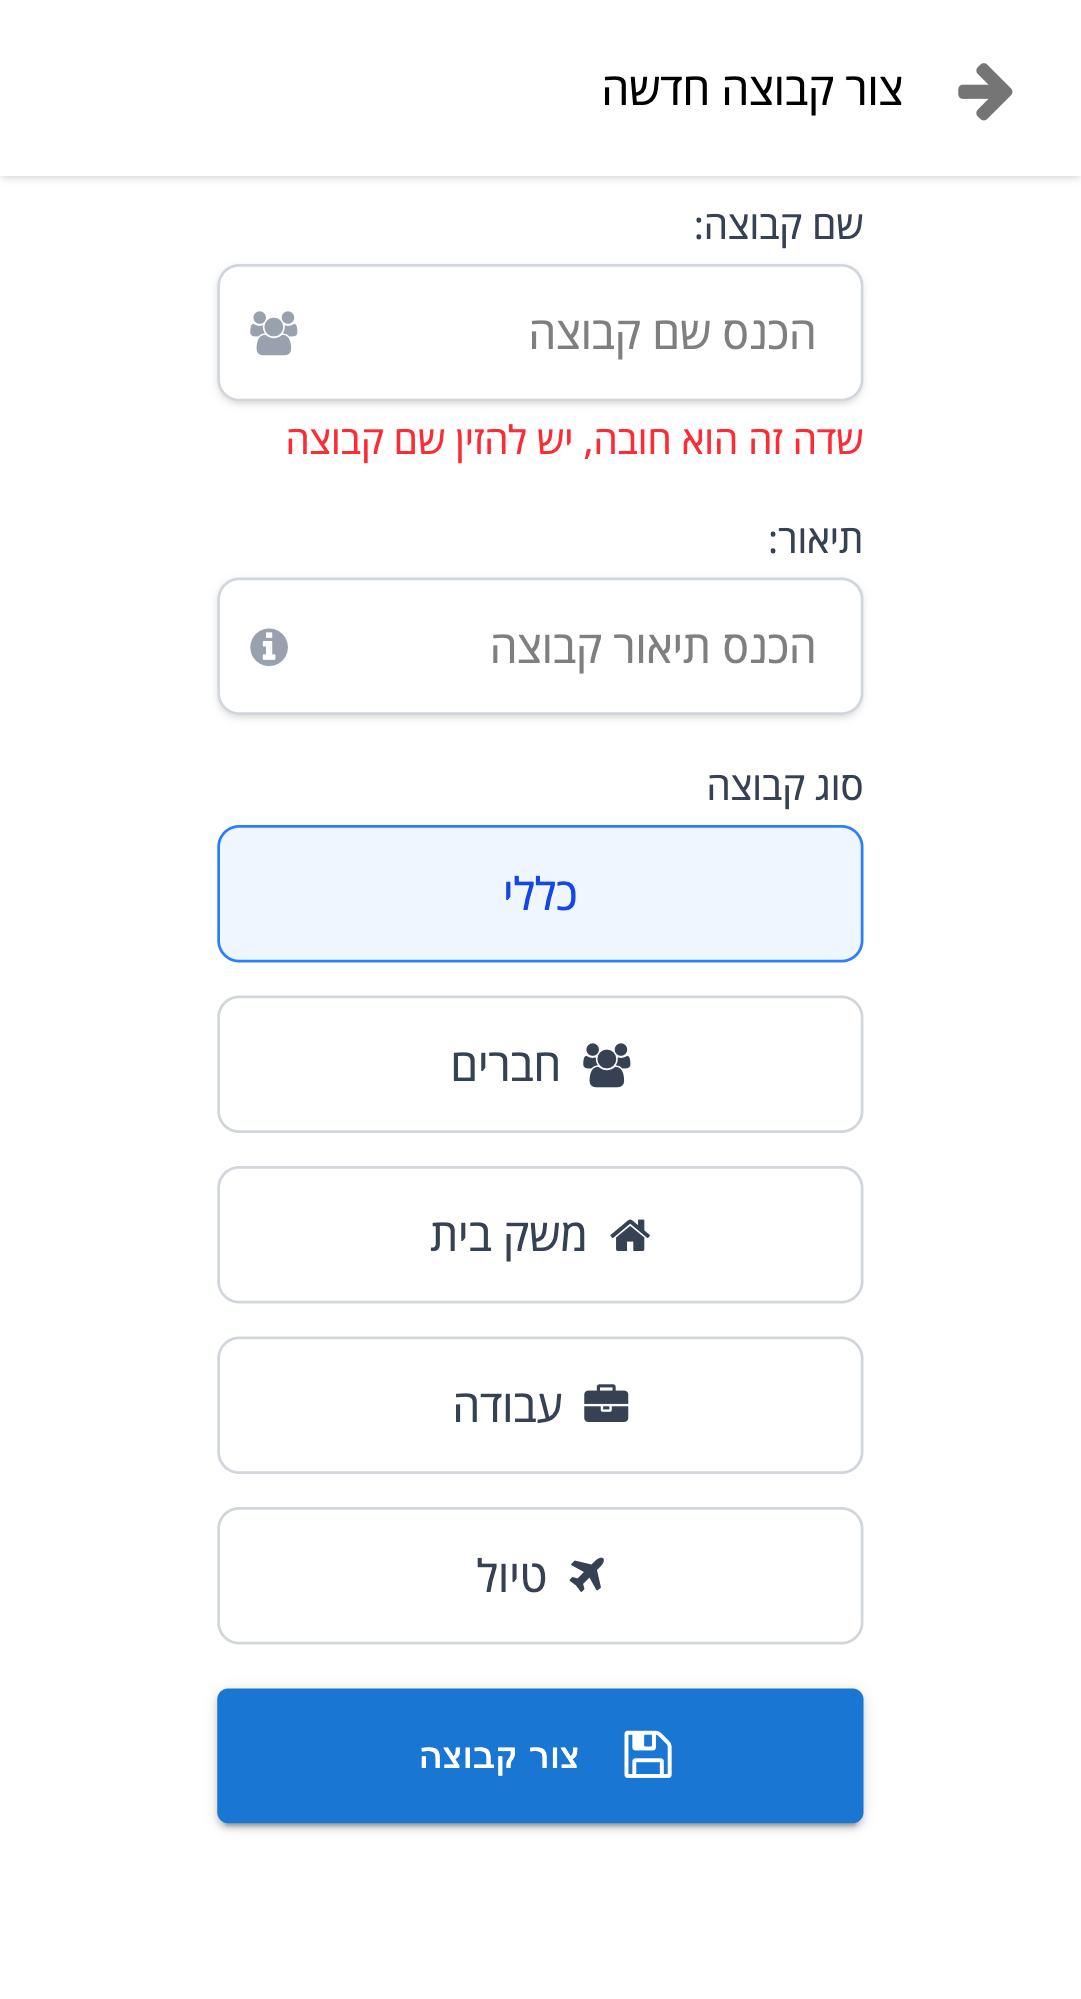 צור קבוצה חדשה
שם קבוצה:
הכנס שם קבוצה
שדה זה הוא חובה, יש להזין שם קבוצה
תיאור:
הכנס תיאור קבוצה
סוג קבוצה
כללי
חברים
משק בית
עבודה
טיול
צור קבוצה